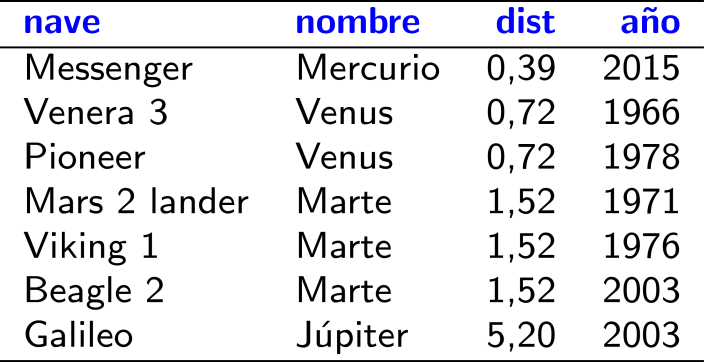 nave nombre dist año
Messenger Mercurio 0,39 2015
Venera 3 Venus 0,72 1966
Pioneer Venus 0,72 1978
Mars 2 lander Marte 1,52 1971
Viking 1 Marte 1,52 1976
Beagle 2 Marte 1,52 2003
Galileo Júpiter 5,20 2003